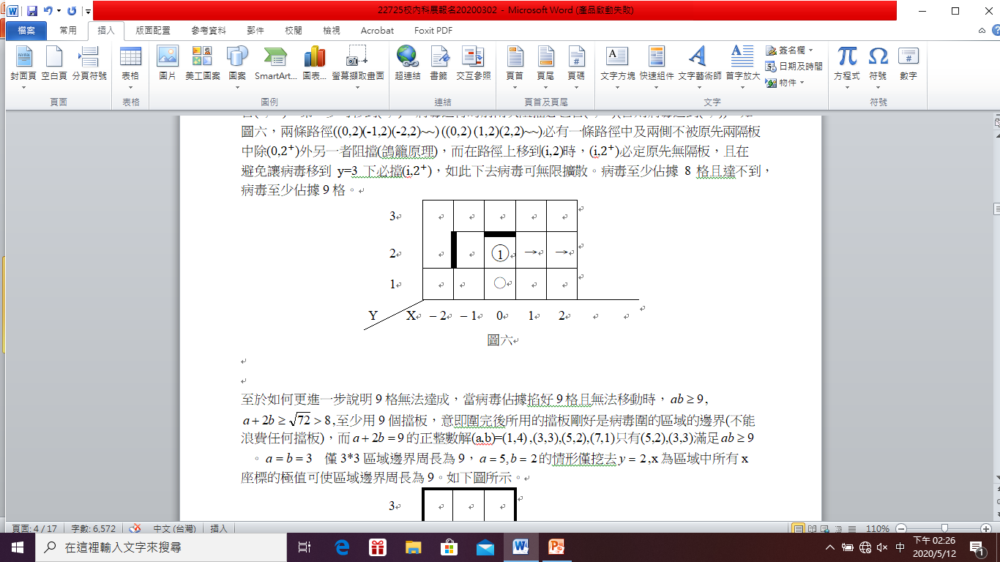 22725校內科展報名20200302 - Microsoft Word (產品啟動失敗)
檔案 常用 插入 版面配置 參考資料 郵件 校閱 檢視 Acrobat Foxit PDF
封面頁 空白頁 分頁符號 表格 圖片 美工圖案 圖案 SmartArt... 圖表... 螢幕擷取畫面 超連結 書籤 交互參照 頁首 頁尾 頁碼 文字方塊 快速組件 文字藝術師 首字放大 簽名欄 日期及時間 物件 方程式 符號 數字
頁面 表格 圖例 連結 頁首及頁尾 文字 符號
圖六，兩條路徑((0,2)(-1,2)(-2,2)~~) ((0,2) (1,2)(2,2)~~)必有一條路徑中及兩側不被原先兩隔板
中除(0,2⁺)外另一者阻擋(鴿籠原理)，而在路徑上移到(i,2)時，(i,2⁺)必定原先無隔板，且在
避免讓病毒移到 y=3 下必擋(i,2⁺)，如此下去病毒可無限擴散。病毒至少佔據 8 格且達不到，
病毒至少佔據 9 格。
3
2 1 → →
1
Y X – 2 – 1 0 1 2
圖六
至於如何更進一步說明 9 格無法達成，當病毒佔據掐好 9 格且無法移動時，ab ≥ 9 ,
a + 2b ≥ √72 > 8 ,至少用 9 個擋板，意即圍完後所用的擋板剛好是病毒圍的區域的邊界(不能
浪費任何擋板)，而 a + 2b = 9 的正整數解(a,b)=(1,4) ,(3,3),(5,2),(7,1)只有(5,2),(3,3)滿足 ab ≥ 9
。a = b = 3 僅 3*3 區域邊界周長為 9，a = 5, b = 2 的情形僅挖去 y = 2 ,x 為區域中所有 x
座標的極值可使區域邊界周長為 9。如下圖所示。
3
頁面: 4 / 17 字數: 6,572 中文 (台灣) 插入 110%
在這裡輸入文字來搜尋 中 下午 02:26
2020/5/12 1